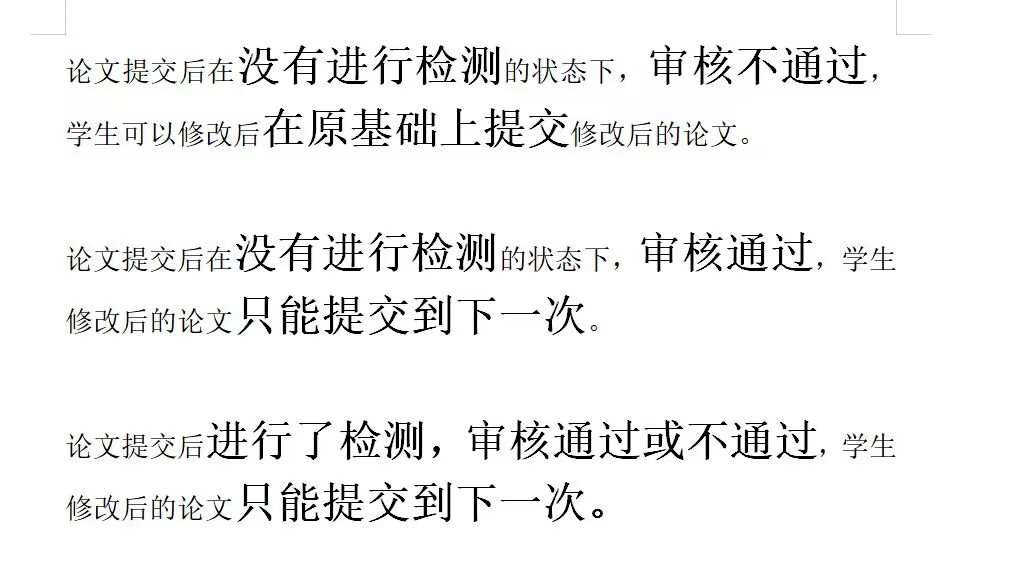 论文提交后在没有进行检测的状态下，审核不通过，
学生可以修改后在原基础上提交修改后的论文。
论文提交后在没有进行检测的状态下，审核通过，学生
修改后的论文只能提交到下一次。
论文提交后进行了检测，审核通过或不通过，学生
修改后的论文只能提交到下一次。